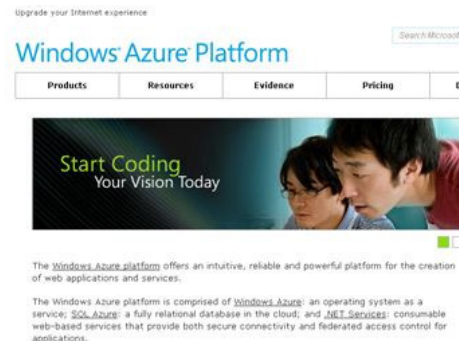 Upgrade your Internet experience
Search Microsoft
Windows Azure Platform
Products Resources Evidence Pricing
Start Coding
Your Vision Today
The Windows Azure platform offers an intuitive, reliable and powerful platform for the creation
of web applications and services.
The Windows Azure platform is comprised of Windows Azure: an operating system as a
service; SQL Azure: a fully relational database in the cloud; and .NET Services: consumable
web-based services that provide both secure connectivity and federated access control for
applications.